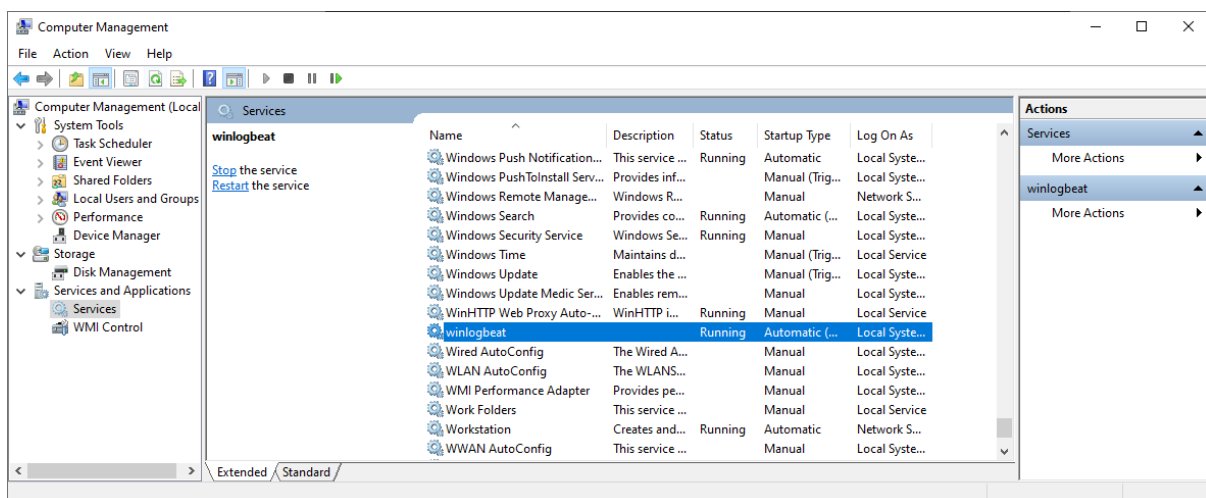 Computer Management
File Action View Help
Computer Management (Local
System Tools
Task Scheduler
Event Viewer
Shared Folders
Local Users and Groups
Performance
Device Manager
Storage
Disk Management
Services and Applications
Services
WMI Control
Services
winlogbeat
Stop the service
Restart the service
Name Description Status Startup Type Log On As
Windows Push Notification... This service ... Running Automatic Local Syste...
Windows PushToInstall Serv... Provides inf... Manual (Trig... Local Syste...
Windows Remote Manage... Windows R... Manual Network S...
Windows Search Provides co... Running Automatic (... Local Syste...
Windows Security Service Windows Se... Running Manual Local Syste...
Windows Time Maintains d... Manual (Trig... Local Service
Windows Update Enables the ... Manual (Trig... Local Syste...
Windows Update Medic Ser... Enables rem... Manual Local Syste...
WinHTTP Web Proxy Auto-... WinHTTP i... Running Manual Local Service
winlogbeat Running Automatic (... Local Syste...
Wired AutoConfig The Wired A... Manual Local Syste...
WLAN AutoConfig The WLANS... Manual Local Syste...
WMI Performance Adapter Provides pe... Manual Local Syste...
Work Folders This service ... Manual Local Service
Workstation Creates and... Running Automatic Network S...
WWAN AutoConfig This service ... Manual Local Syste...
Extended Standard
Actions
Services
More Actions
winlogbeat
More Actions